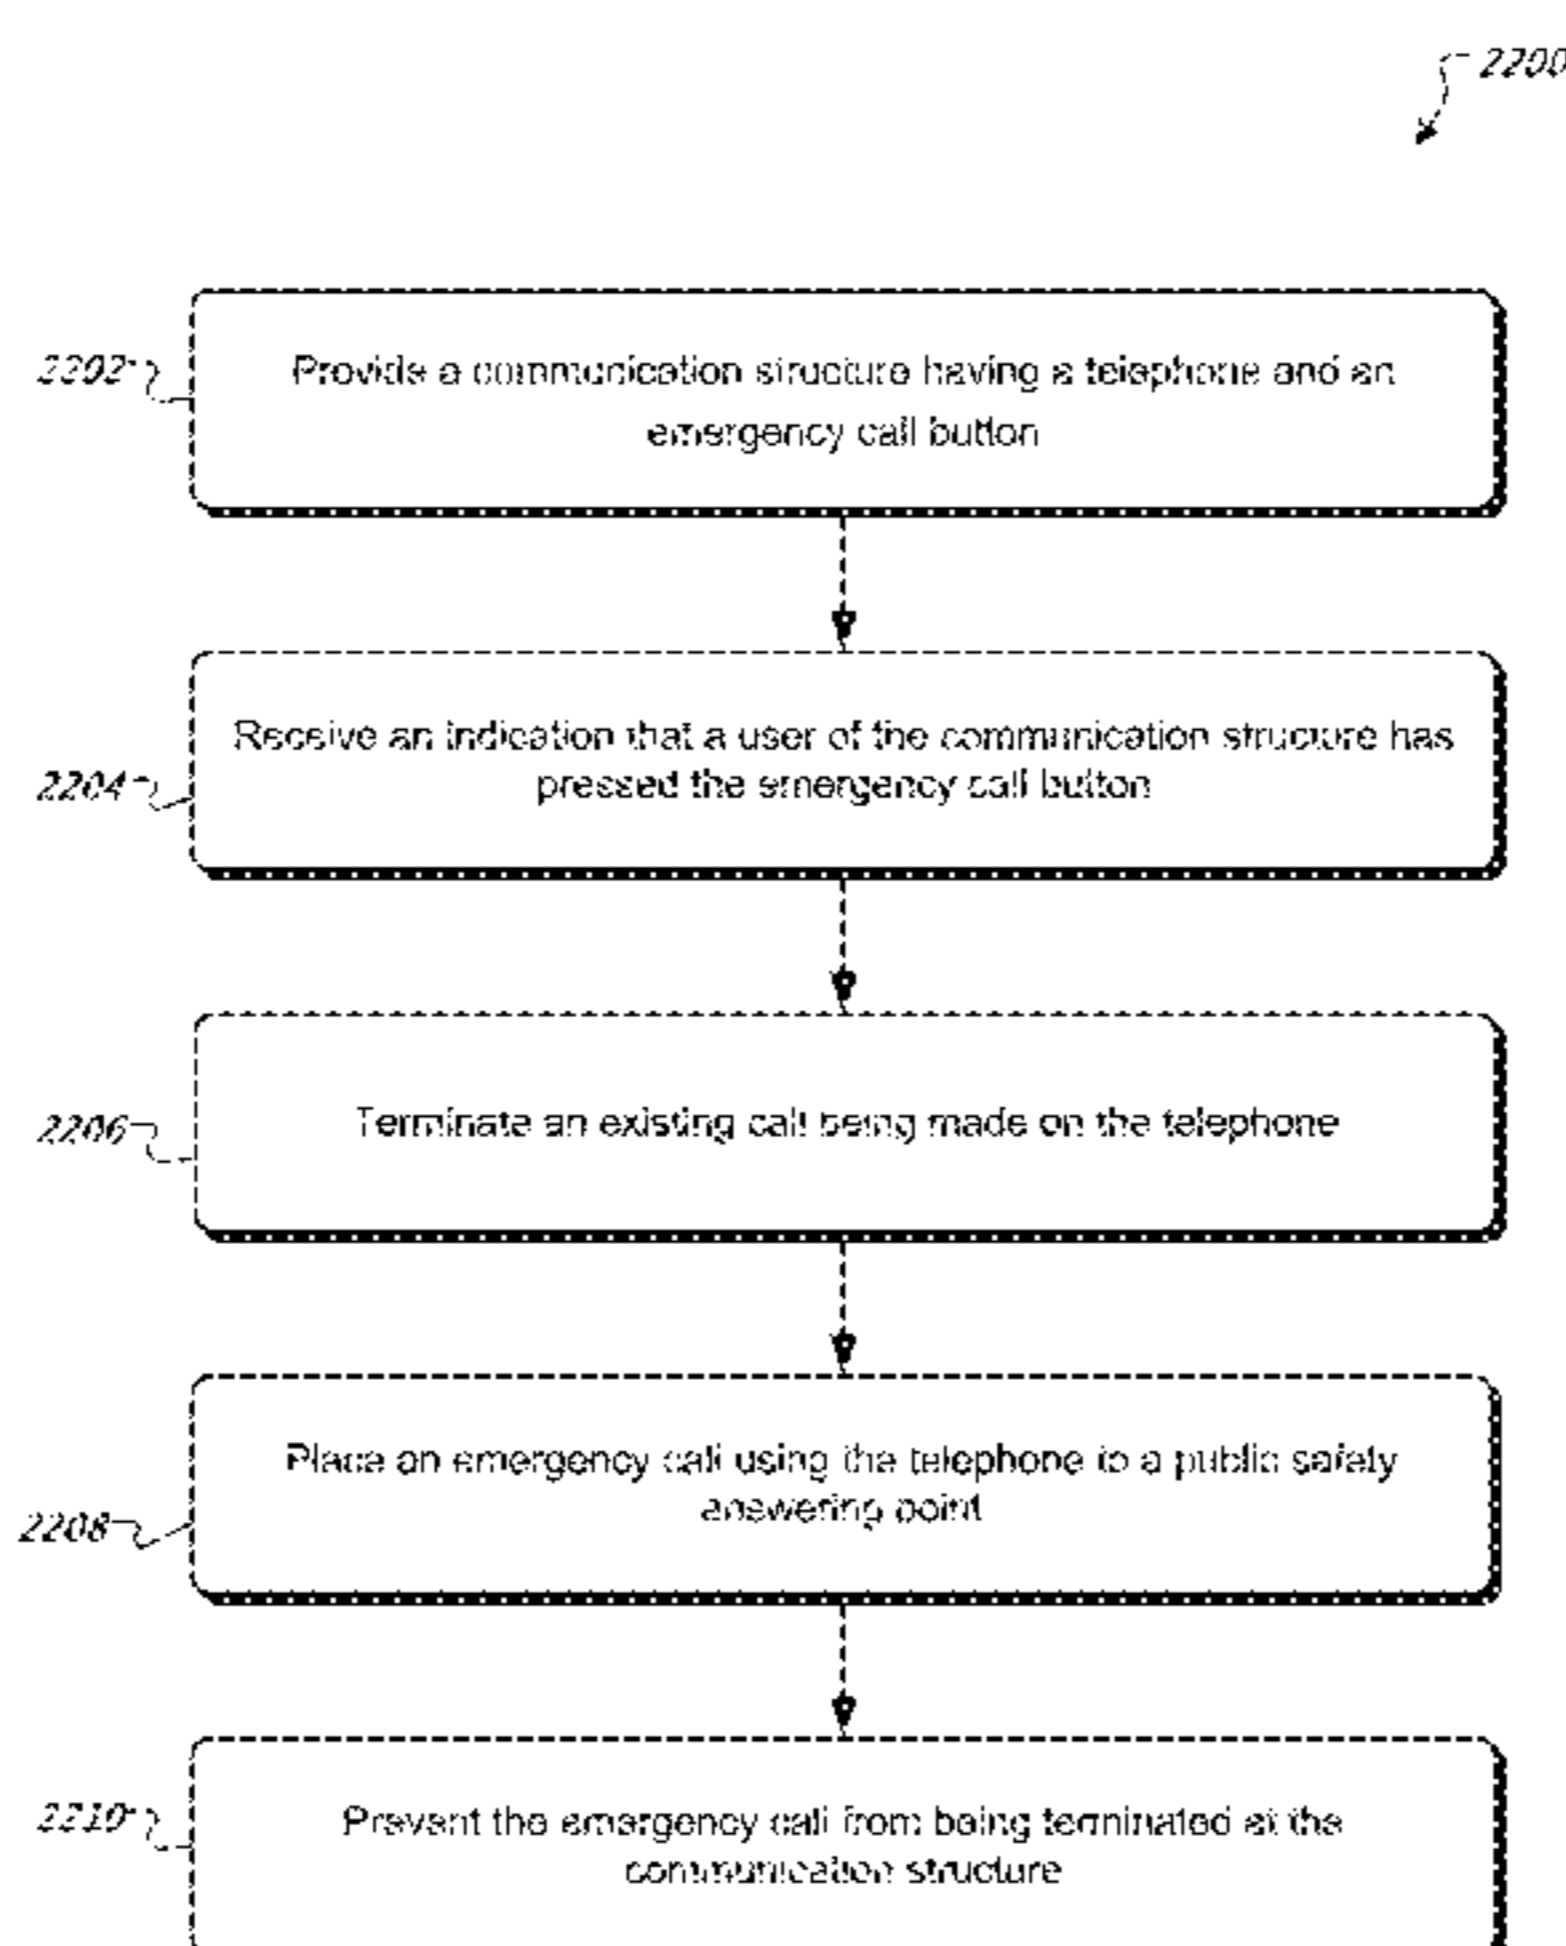 2200
2202
Provide a communication structure having a telephone and an
emergency call button
Receive an indication that a user of the communication structure has
pressed the emergency call button
2204
2206
Terminate an existing call being made on the telephone
Place an emergency call using the telephone to a public safety
answering point
2208
2210
Prevent the emergency call from being terminated at the
communication structure